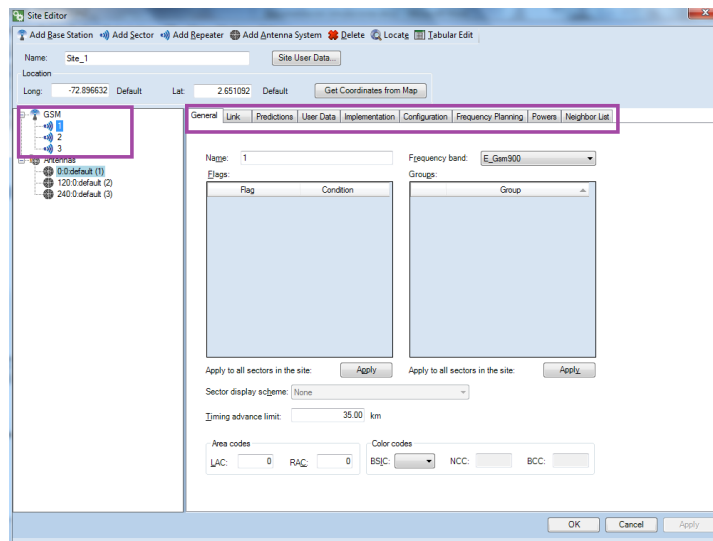 Site Editor
Add Base Station Add Sector Add Repeater Add Antenna System Delete Locate Tabular Edit
Name: Site_1 Site User Data...
Location
Long: -72.896632 Default Lat: 2.651092 Default Get Coordinates from Map
GSM
1
2
3
Antennas
0:0:default (1)
120:0:default (2)
240:0:default (3)
General Link Predictions User Data Implementation Configuration Frequency Planning Powers Neighbor List
Name: 1 Frequency band: E_Gsm900
Flags: Groups:
Flag Condition Group
Apply to all sectors in the site: Apply Apply to all sectors in the site: Apply
Sector display scheme: None
Timing advance limit: 35.00 km
Area codes Color codes
LAC: 0 RAC: 0 BSIC: NCC: BCC:
OK Cancel Apply